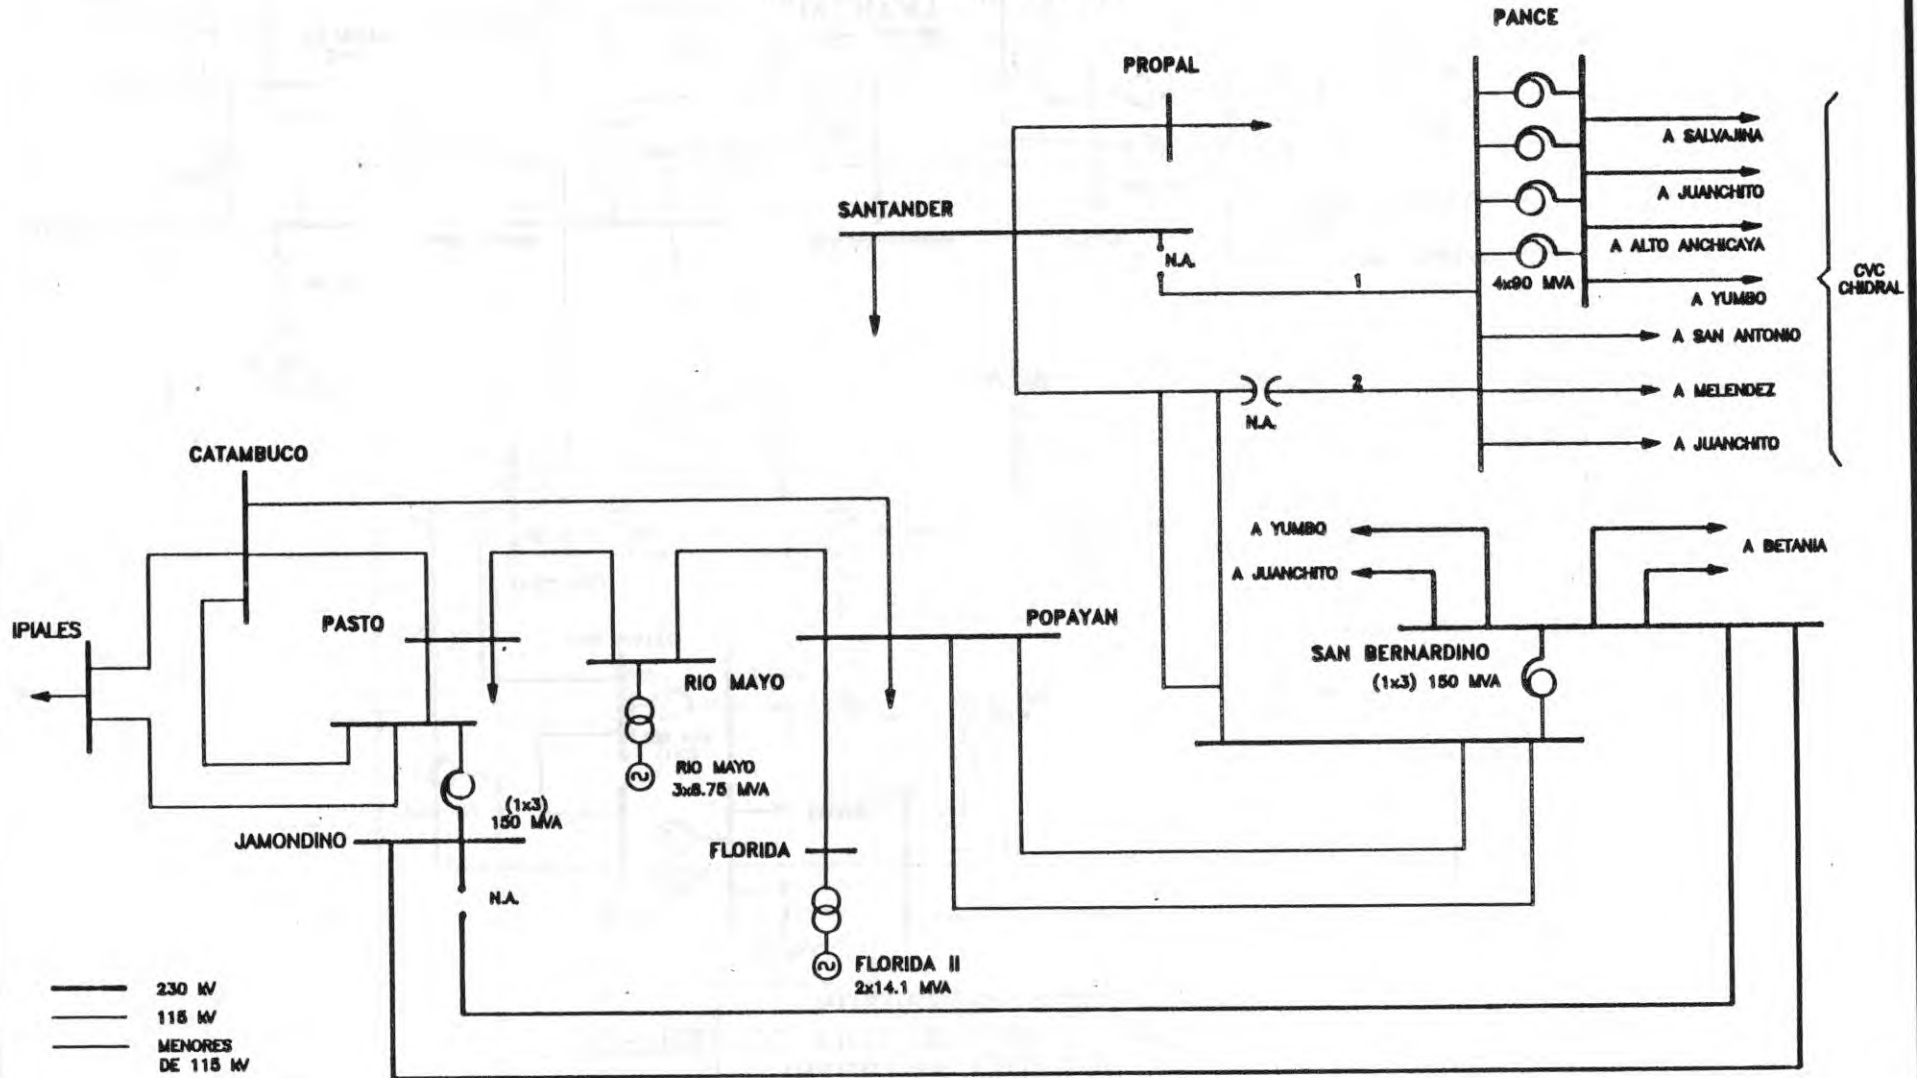 PANCE
PROPAL
A SALVAJINA
A JUANCHITO
SANTANDER
A ALTO ANCHICAYA
N.A.
1
4x90 MVA
A YUMBO
CVC
CHIDRAL
A SAN ANTONIO
2
A MELENDEZ
N.A.
A JUANCHITO
CATAMBUCO
A YUMBO
A BETANIA
A JUANCHITO
IPIALES
PASTO
POPAYAN
SAN BERNARDINO
(1x3) 150 MVA
RIO MAYO
RIO MAYO
3x8.75 MVA
(1x3)
150 MVA
JAMONDINO
FLORIDA
N.A.
FLORIDA II
2x14.1 MVA
230 kV
115 kV
MENORES
DE 115 kV